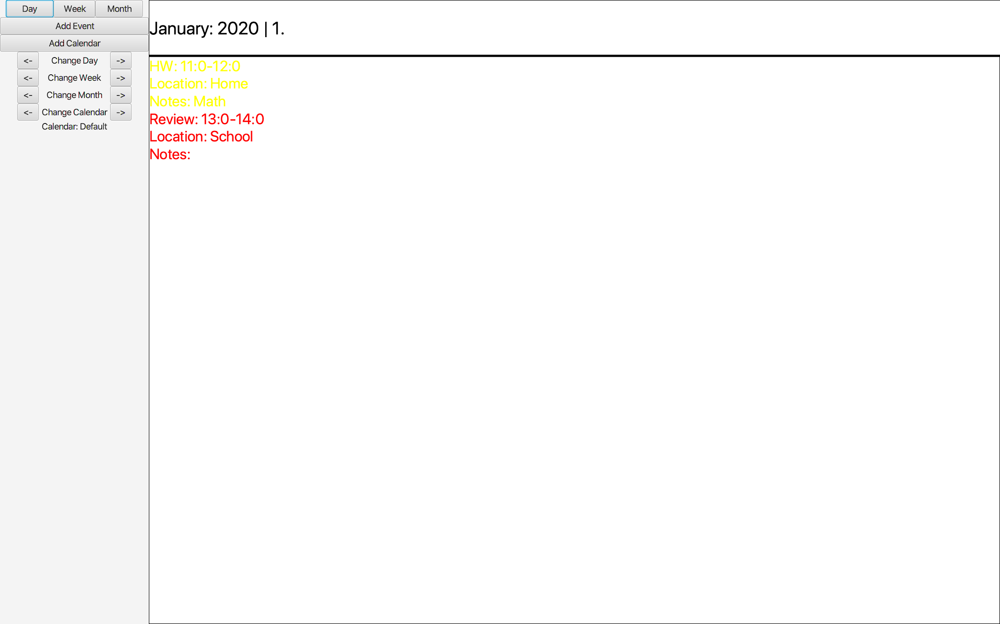 Day Week Month
Add Event
Add Calendar
<- Change Day ->
<- Change Week ->
<- Change Month ->
<- Change Calendar ->
Calendar: Default
January: 2020 | 1.
HW: 11:0-12:0
Location: Home
Notes: Math
Review: 13:0-14:0
Location: School
Notes: